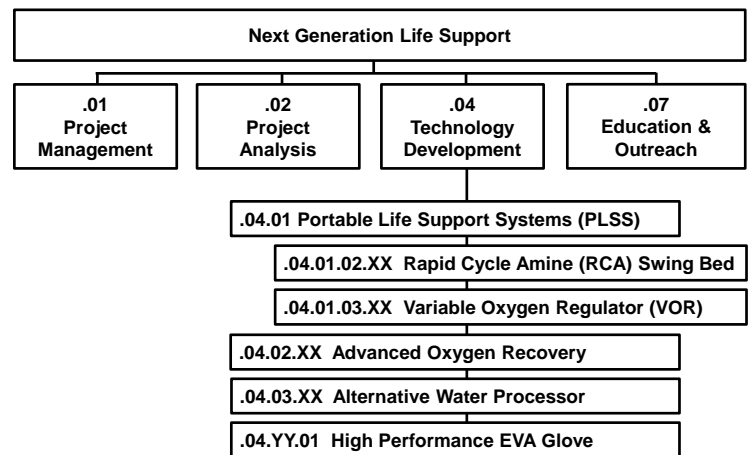 Next Generation Life Support
.01
Project
Management
.02
Project
Analysis
.04
Technology
Development
.07
Education &
Outreach
.04.01 Portable Life Support Systems (PLSS)
.04.01.02.XX Rapid Cycle Amine (RCA) Swing Bed
.04.01.03.XX Variable Oxygen Regulator (VOR)
.04.02.XX Advanced Oxygen Recovery
.04.03.XX Alternative Water Processor
.04.YY.01 High Performance EVA Glove